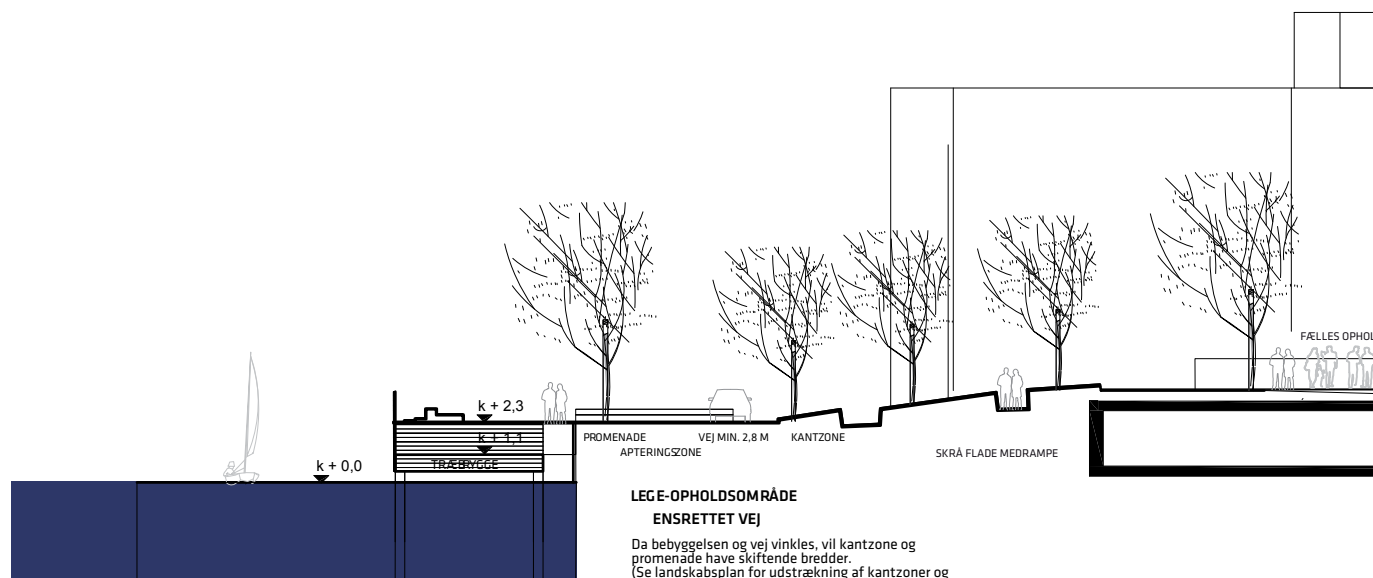 FÆLLES OPHOL
k + 2,3
k + 1,1
PROMENADE
VEJ MIN. 2,8 M
KANTZONE
APTERINGSZONE
SKRÅ FLADE MEDRAMPE
TRÆBRYGGE
k + 0,0
LEGE-OPHOLDSOMRÅDE
ENSRETTET VEJ
Da bebyggelsen og vej vinkles, vil kantzone og
promenade have skiftende bredder.
(Se landskabsplan for udstrækning af kantzoner og